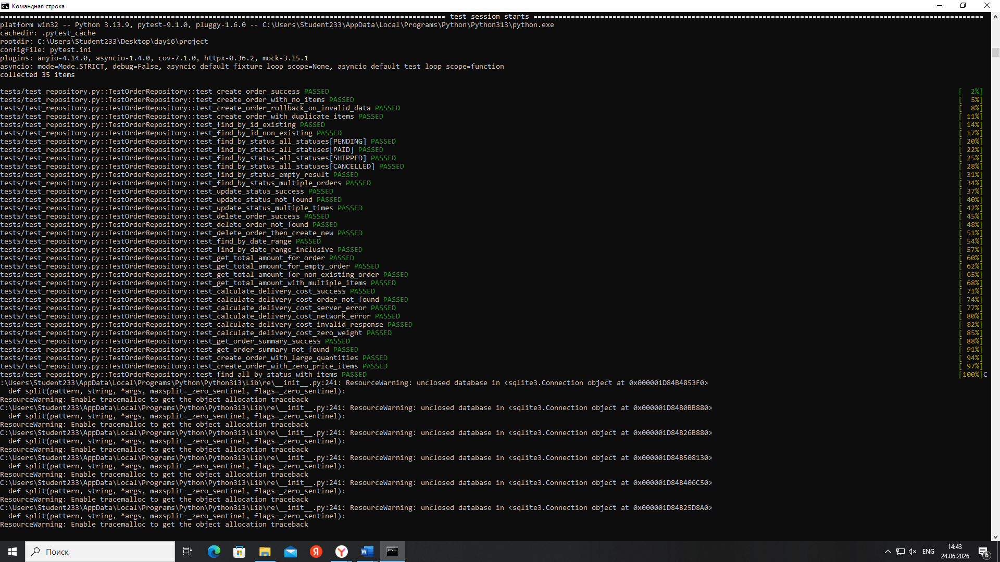 Командная строка
============================================================================================================ test session starts ============================================================================================================
platform win32 -- Python 3.13.9, pytest-9.1.0, pluggy-1.6.0 -- C:\Users\Student233\AppData\Local\Programs\Python\Python313\python.exe
cachedir: .pytest_cache
rootdir: C:\Users\Student233\Desktop\day16\project
configfile: pytest.ini
plugins: anyio-4.14.0, asyncio-1.4.0, cov-7.1.0, httpx-0.36.2, mock-3.15.1
asyncio: mode=Mode.STRICT, debug=False, asyncio_default_fixture_loop_scope=None, asyncio_default_test_loop_scope=function
collected 35 items
tests/test_repository.py::TestOrderRepository::test_create_order_success PASSED [  2%]
tests/test_repository.py::TestOrderRepository::test_create_order_with_no_items PASSED [  5%]
tests/test_repository.py::TestOrderRepository::test_create_order_rollback_on_invalid_data PASSED [  8%]
tests/test_repository.py::TestOrderRepository::test_create_order_with_duplicate_items PASSED [ 11%]
tests/test_repository.py::TestOrderRepository::test_find_by_id_existing PASSED [ 14%]
tests/test_repository.py::TestOrderRepository::test_find_by_id_non_existing PASSED [ 17%]
tests/test_repository.py::TestOrderRepository::test_find_by_status_all_statuses[PENDING] PASSED [ 20%]
tests/test_repository.py::TestOrderRepository::test_find_by_status_all_statuses[PAID] PASSED [ 22%]
tests/test_repository.py::TestOrderRepository::test_find_by_status_all_statuses[SHIPPED] PASSED [ 25%]
tests/test_repository.py::TestOrderRepository::test_find_by_status_all_statuses[CANCELLED] PASSED [ 28%]
tests/test_repository.py::TestOrderRepository::test_find_by_status_empty_result PASSED [ 31%]
tests/test_repository.py::TestOrderRepository::test_find_by_status_multiple_orders PASSED [ 34%]
tests/test_repository.py::TestOrderRepository::test_update_status_success PASSED [ 37%]
tests/test_repository.py::TestOrderRepository::test_update_status_not_found PASSED [ 40%]
tests/test_repository.py::TestOrderRepository::test_update_status_multiple_times PASSED [ 42%]
tests/test_repository.py::TestOrderRepository::test_delete_order_success PASSED [ 45%]
tests/test_repository.py::TestOrderRepository::test_delete_order_not_found PASSED [ 48%]
tests/test_repository.py::TestOrderRepository::test_delete_order_then_create_new PASSED [ 51%]
tests/test_repository.py::TestOrderRepository::test_find_by_date_range PASSED [ 54%]
tests/test_repository.py::TestOrderRepository::test_find_by_date_range_inclusive PASSED [ 57%]
tests/test_repository.py::TestOrderRepository::test_get_total_amount_for_order PASSED [ 60%]
tests/test_repository.py::TestOrderRepository::test_get_total_amount_for_empty_order PASSED [ 62%]
tests/test_repository.py::TestOrderRepository::test_get_total_amount_for_non_existing_order PASSED [ 65%]
tests/test_repository.py::TestOrderRepository::test_get_total_amount_with_multiple_items PASSED [ 68%]
tests/test_repository.py::TestOrderRepository::test_calculate_delivery_cost_success PASSED [ 71%]
tests/test_repository.py::TestOrderRepository::test_calculate_delivery_cost_order_not_found PASSED [ 74%]
tests/test_repository.py::TestOrderRepository::test_calculate_delivery_cost_server_error PASSED [ 77%]
tests/test_repository.py::TestOrderRepository::test_calculate_delivery_cost_network_error PASSED [ 80%]
tests/test_repository.py::TestOrderRepository::test_calculate_delivery_cost_invalid_response PASSED [ 82%]
tests/test_repository.py::TestOrderRepository::test_calculate_delivery_cost_zero_weight PASSED [ 85%]
tests/test_repository.py::TestOrderRepository::test_get_order_summary_success PASSED [ 88%]
tests/test_repository.py::TestOrderRepository::test_get_order_summary_not_found PASSED [ 91%]
tests/test_repository.py::TestOrderRepository::test_create_order_with_large_quantities PASSED [ 94%]
tests/test_repository.py::TestOrderRepository::test_create_order_with_zero_price_items PASSED [ 97%]
tests/test_repository.py::TestOrderRepository::test_find_all_by_status_with_items PASSED [100%]C
:\Users\Student233\AppData\Local\Programs\Python\Python313\Lib\re\__init__.py:241: ResourceWarning: unclosed database in <sqlite3.Connection object at 0x000001D84B4853F0>
  def split(pattern, string, *args, maxsplit=_zero_sentinel, flags=_zero_sentinel):
ResourceWarning: Enable tracemalloc to get the object allocation traceback
C:\Users\Student233\AppData\Local\Programs\Python\Python313\Lib\re\__init__.py:241: ResourceWarning: unclosed database in <sqlite3.Connection object at 0x000001D84B0BB880>
  def split(pattern, string, *args, maxsplit=_zero_sentinel, flags=_zero_sentinel):
ResourceWarning: Enable tracemalloc to get the object allocation traceback
C:\Users\Student233\AppData\Local\Programs\Python\Python313\Lib\re\__init__.py:241: ResourceWarning: unclosed database in <sqlite3.Connection object at 0x000001D84B26B880>
  def split(pattern, string, *args, maxsplit=_zero_sentinel, flags=_zero_sentinel):
ResourceWarning: Enable tracemalloc to get the object allocation traceback
C:\Users\Student233\AppData\Local\Programs\Python\Python313\Lib\re\__init__.py:241: ResourceWarning: unclosed database in <sqlite3.Connection object at 0x000001D84B508130>
  def split(pattern, string, *args, maxsplit=_zero_sentinel, flags=_zero_sentinel):
ResourceWarning: Enable tracemalloc to get the object allocation traceback
C:\Users\Student233\AppData\Local\Programs\Python\Python313\Lib\re\__init__.py:241: ResourceWarning: unclosed database in <sqlite3.Connection object at 0x000001D84B406C50>
  def split(pattern, string, *args, maxsplit=_zero_sentinel, flags=_zero_sentinel):
ResourceWarning: Enable tracemalloc to get the object allocation traceback
C:\Users\Student233\AppData\Local\Programs\Python\Python313\Lib\re\__init__.py:241: ResourceWarning: unclosed database in <sqlite3.Connection object at 0x000001D84B25D8A0>
  def split(pattern, string, *args, maxsplit=_zero_sentinel, flags=_zero_sentinel):
ResourceWarning: Enable tracemalloc to get the object allocation traceback
Поиск
ENG
14:43
24.06.2026
6